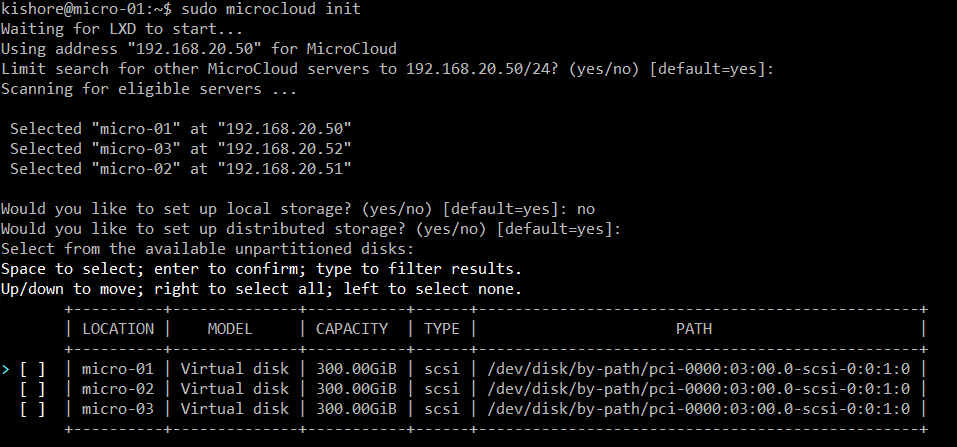 kishore@micro-01:~$ sudo microcloud init
Waiting for LXD to start...
Using address "192.168.20.50" for MicroCloud
Limit search for other MicroCloud servers to 192.168.20.50/24? (yes/no) [default=yes]:
Scanning for eligible servers ...

 Selected "micro-01" at "192.168.20.50"
 Selected "micro-03" at "192.168.20.52"
 Selected "micro-02" at "192.168.20.51"

Would you like to set up local storage? (yes/no) [default=yes]: no
Would you like to set up distributed storage? (yes/no) [default=yes]:
Select from the available unpartitioned disks:
Space to select; enter to confirm; type to filter results.
Up/down to move; right to select all; left to select none.
       +----------+--------------+-----------+------+------------------------------------------------+
       | LOCATION |    MODEL     | CAPACITY  | TYPE |                      PATH                      |
       +----------+--------------+-----------+------+------------------------------------------------+
> [ ]  | micro-01 | Virtual disk | 300.00GiB | scsi | /dev/disk/by-path/pci-0000:03:00.0-scsi-0:0:1:0 |
  [ ]  | micro-02 | Virtual disk | 300.00GiB | scsi | /dev/disk/by-path/pci-0000:03:00.0-scsi-0:0:1:0 |
  [ ]  | micro-03 | Virtual disk | 300.00GiB | scsi | /dev/disk/by-path/pci-0000:03:00.0-scsi-0:0:1:0 |
       +----------+--------------+-----------+------+------------------------------------------------+